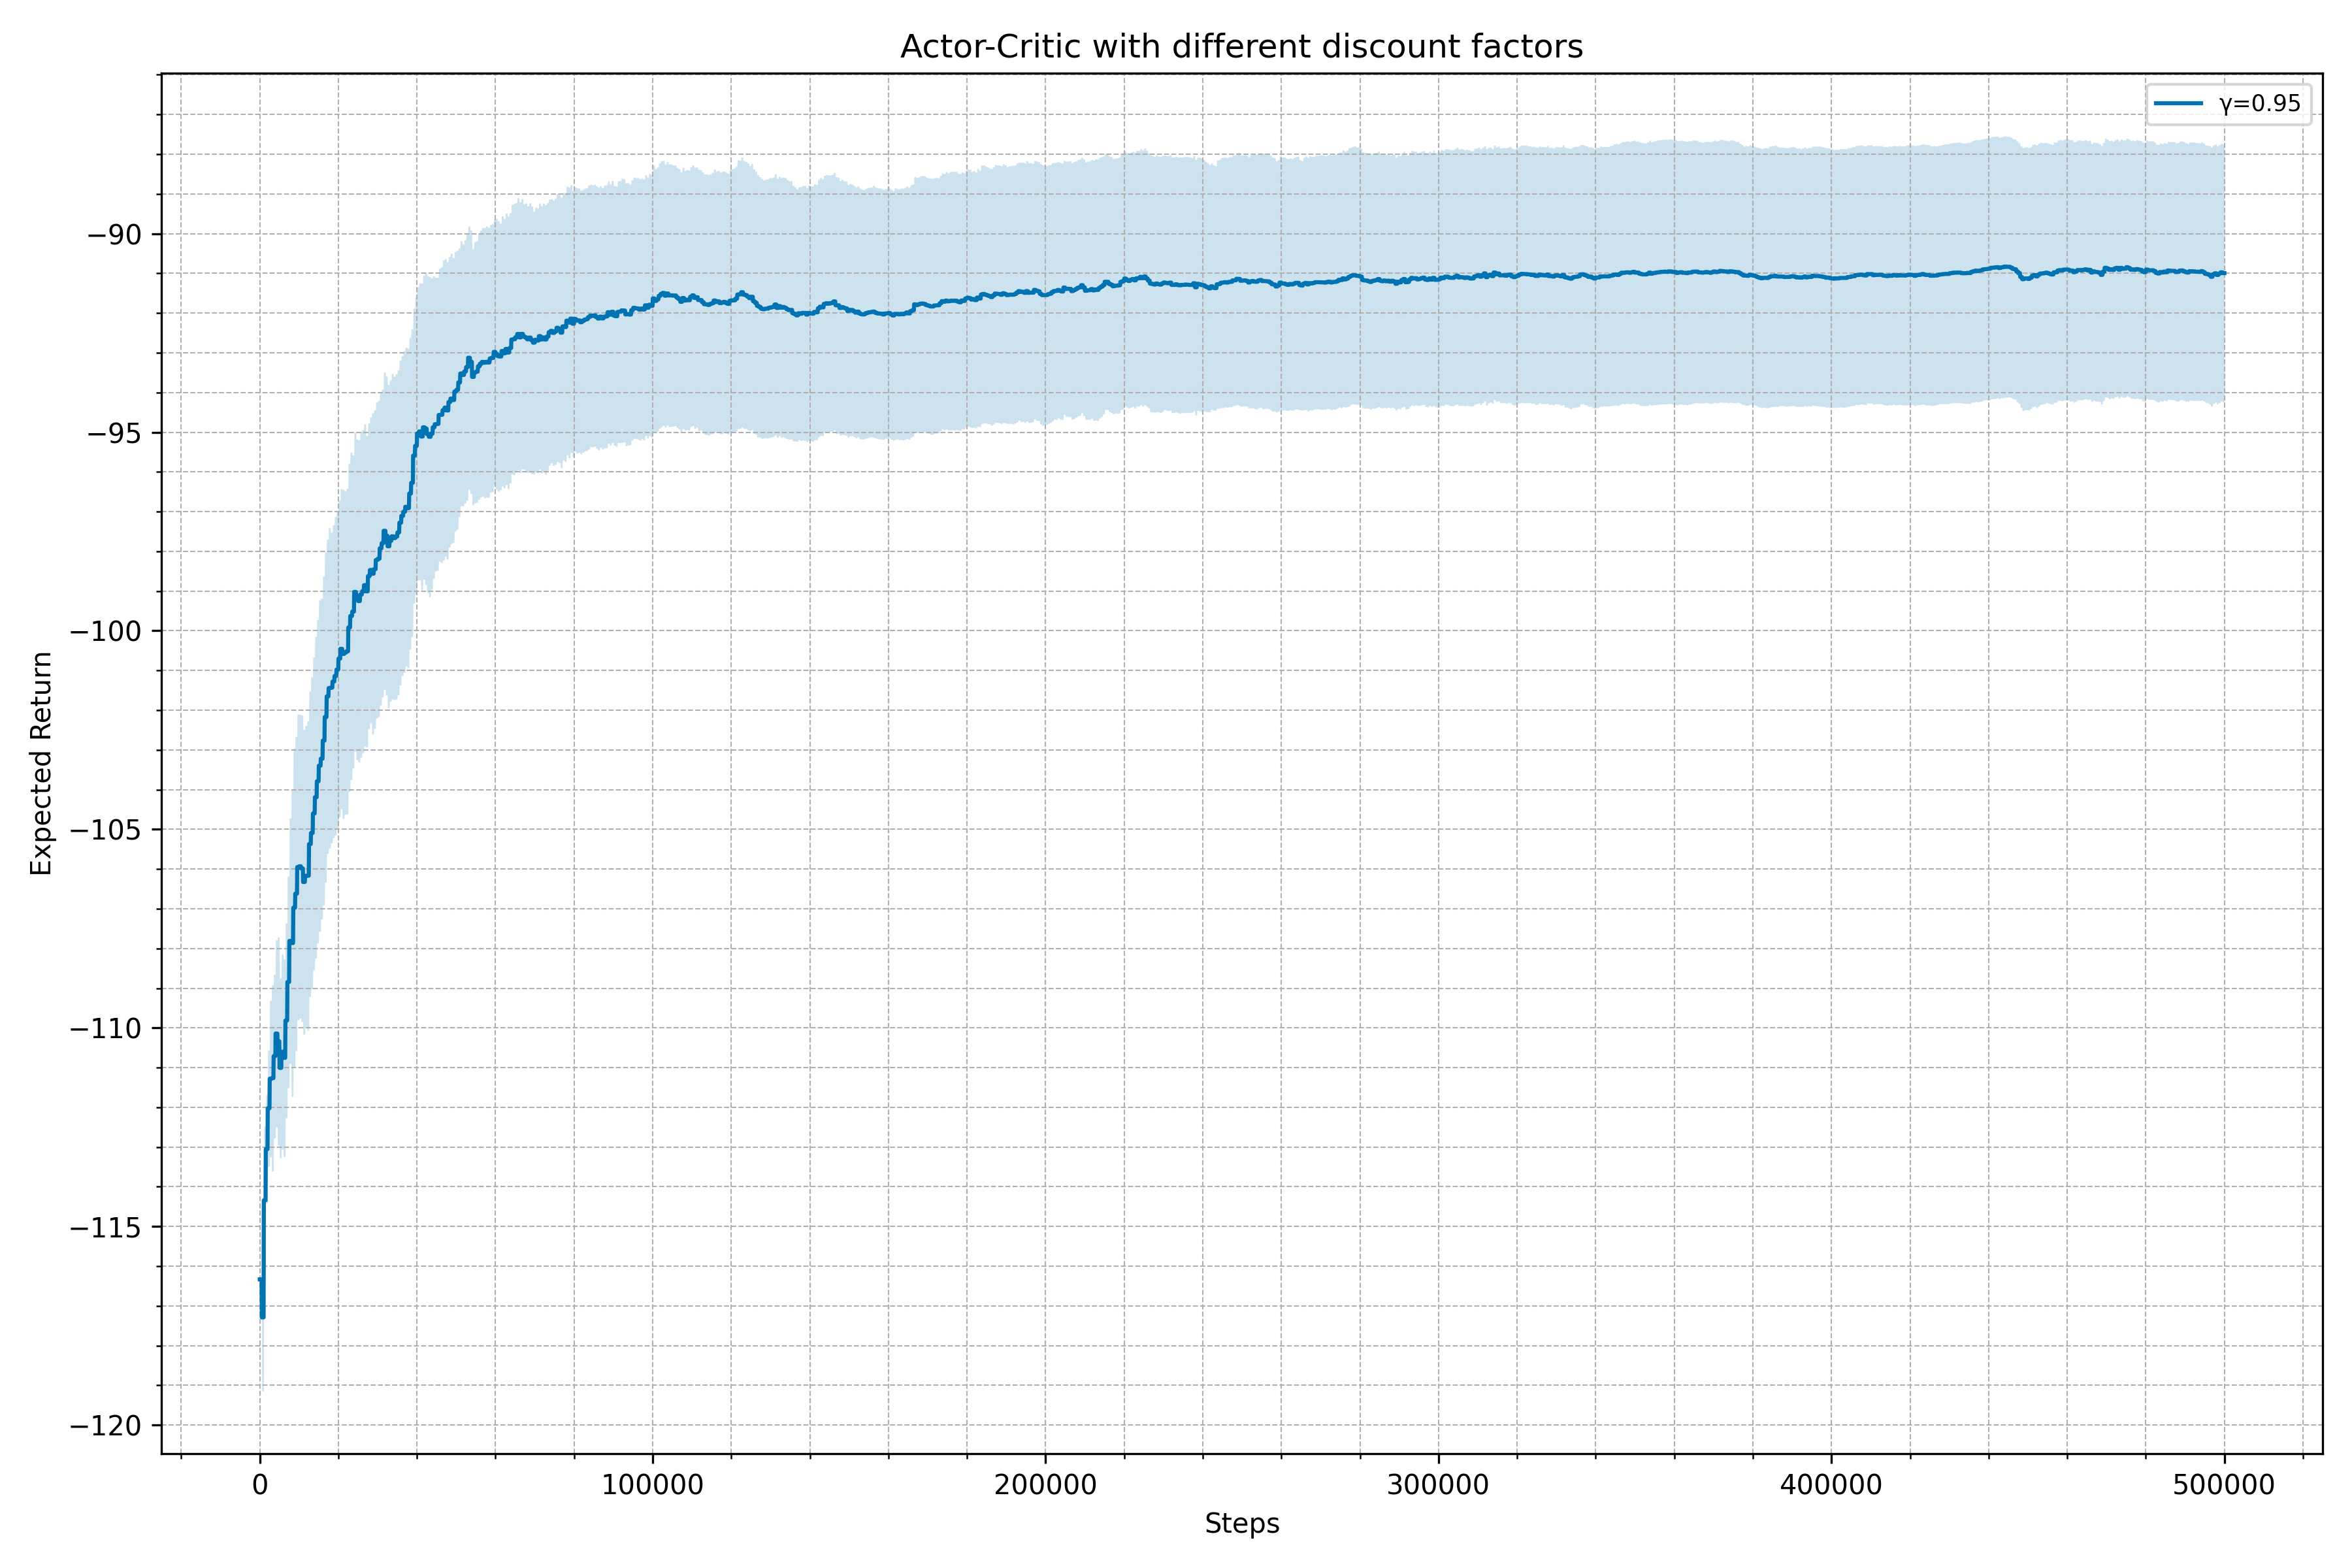 Actor-Critic with different discount factors
γ=0.95
Expected Return
−90
−95
−100
−105
−110
−115
−120
0 100000 200000 300000 400000 500000
Steps